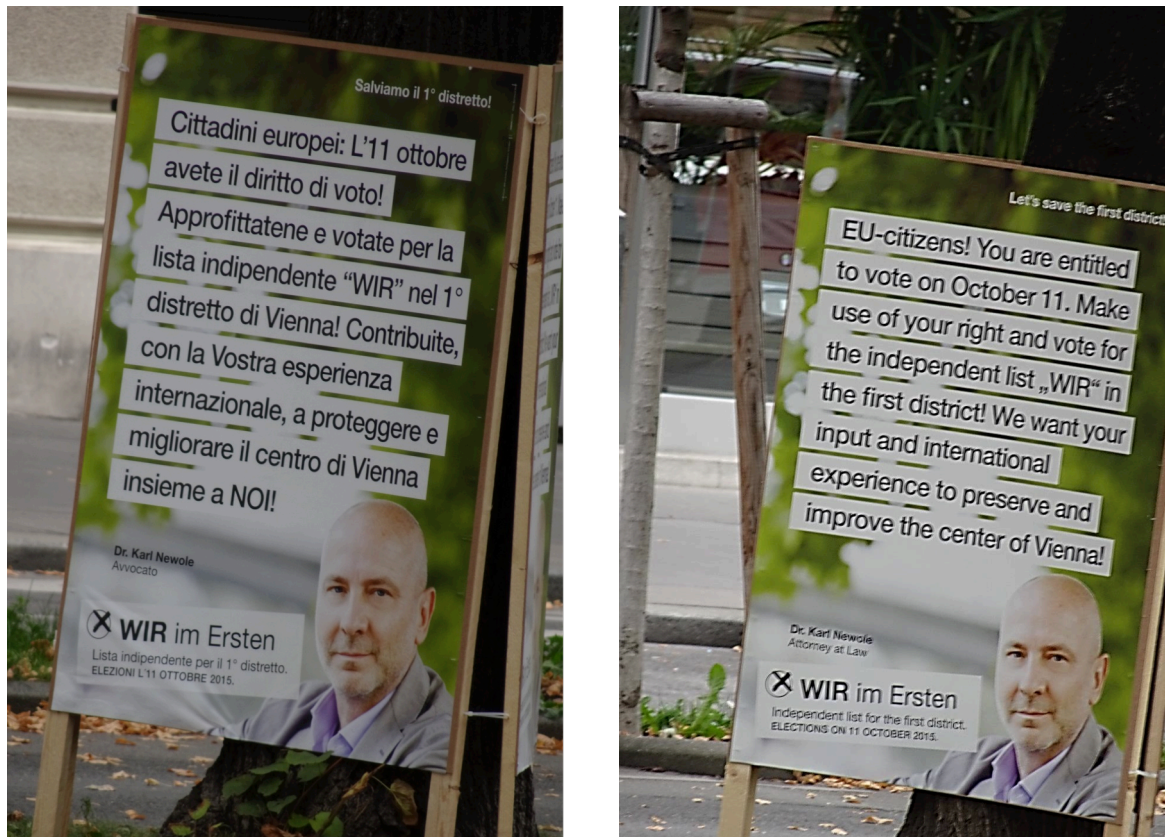 Salviamo il 1° distretto!
Cittadini europei: L'11 ottobre
avete il diritto di voto!
Approfittatene e votate per la
lista indipendente “WIR” nel 1°
distretto di Vienna! Contribuite,
con la Vostra esperienza
internazionale, a proteggere e
migliorare il centro di Vienna
insieme a NOI!
Dr. Karl Newole
Avvocato
WIR im Ersten
Lista indipendente per il 1° distretto.
ELEZIONI L'11 OTTOBRE 2015.
Let's save the first district!
EU-citizens! You are entitled
to vote on October 11. Make
use of your right and vote for
the independent list „WIR“ in
the first district! We want your
input and international
experience to preserve and
improve the center of Vienna!
Dr. Karl Newole
Attorney at Law
WIR im Ersten
Independent list for the first district.
ELECTIONS ON 11 OCTOBER 2015.